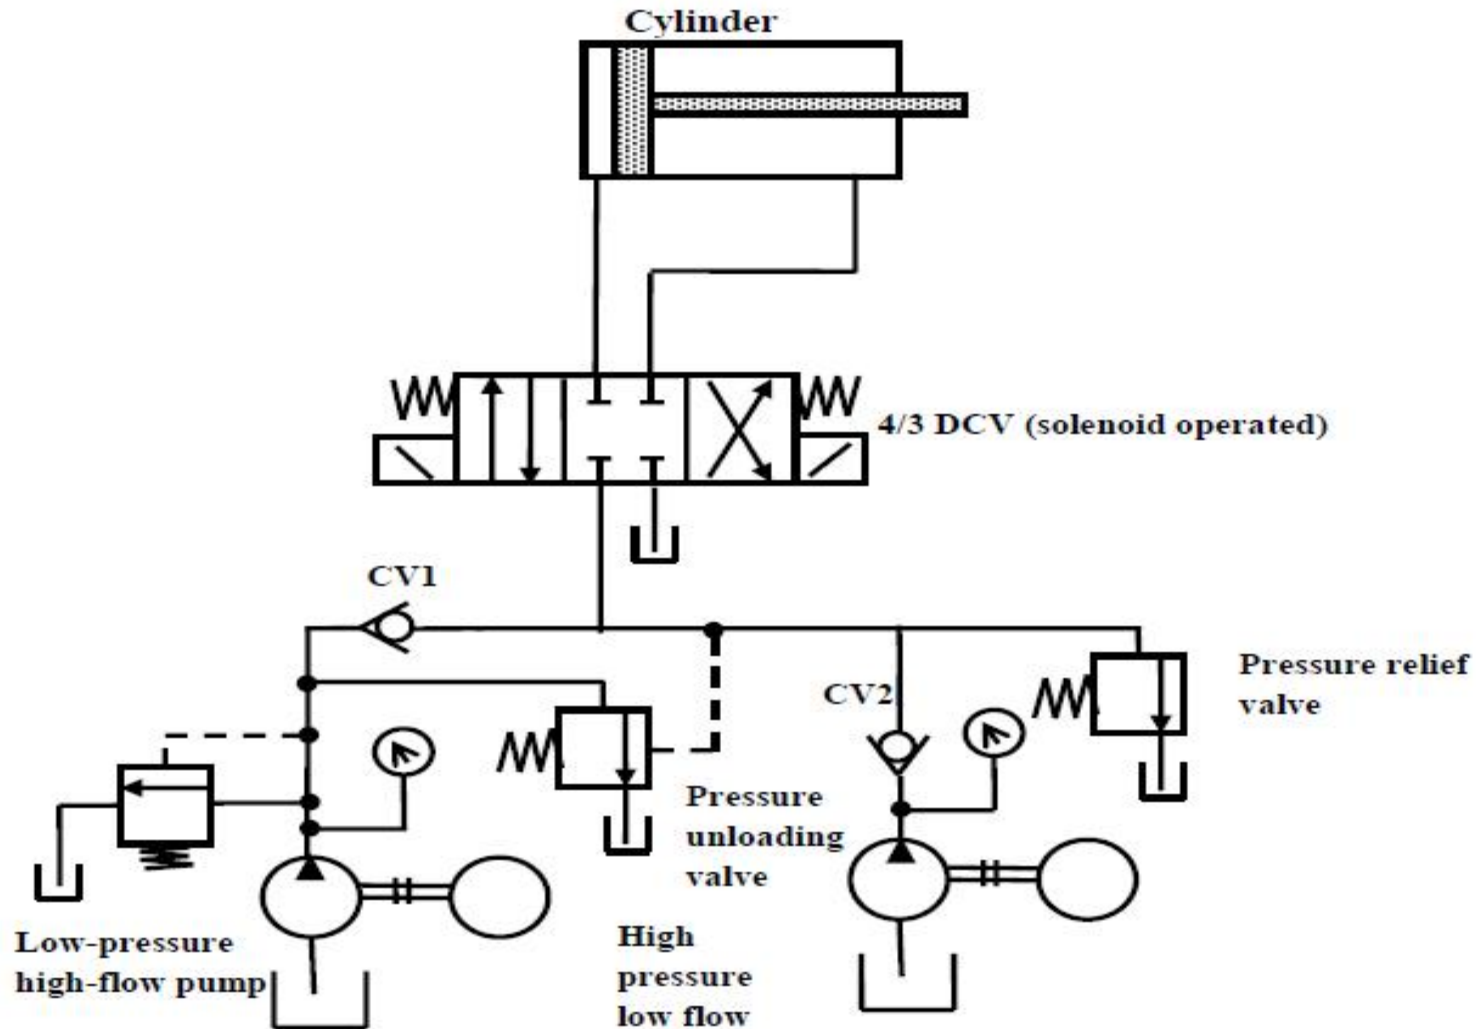 Cylinder
4/3 DCV (solenoid operated)
CV1
Pressure relief
valve
CV2
Pressure
unloading
valve
Low-pressure
high-flow pump
High
pressure
low flow